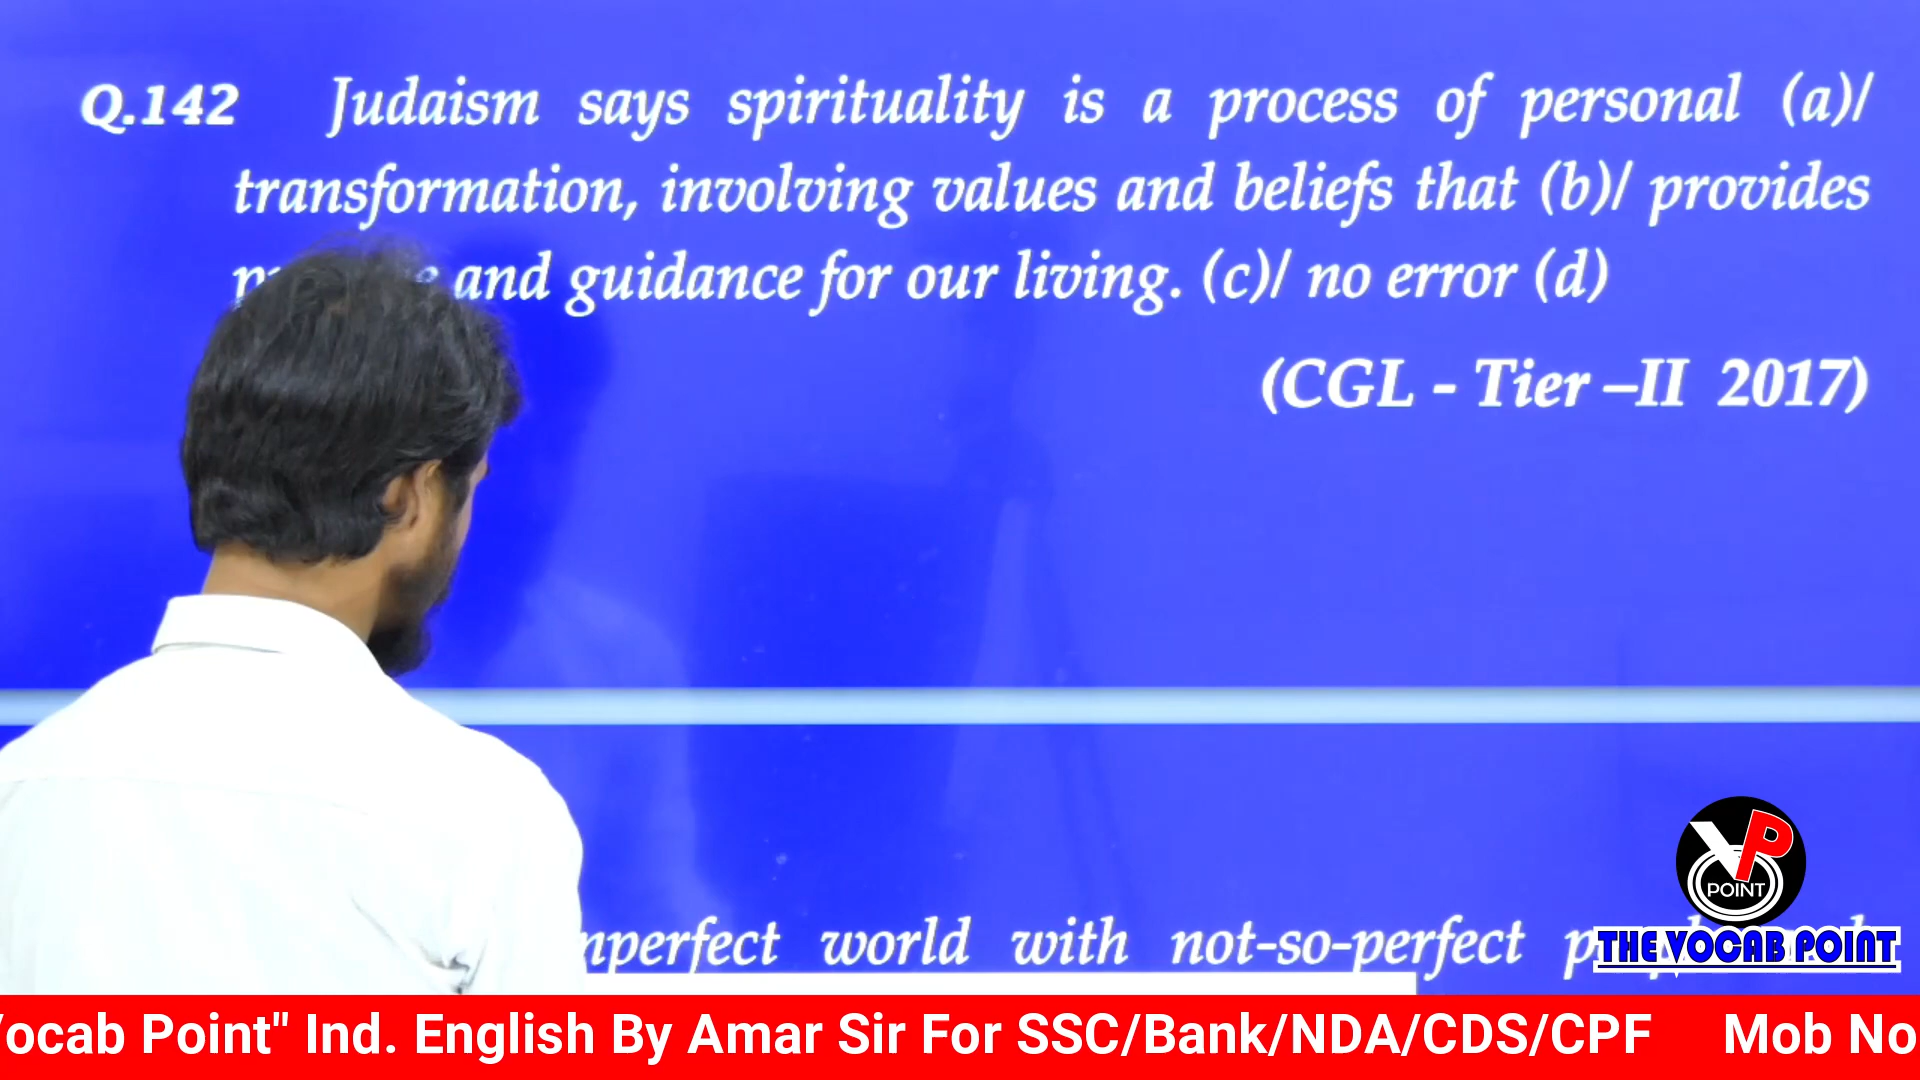 Q.142 Judaism says spirituality is a process of personal (a)/
transformation, involving values and beliefs that (b)/ provides
and guidance for our living. (c)/ no error (d)
(CGL - Tier –II 2017)
VP
POINT
world with not-so-perfect
THE VOCAB POINT
Vocab Point" Ind. English By Amar Sir For SSC/Bank/NDA/CDS/CPF Mob No